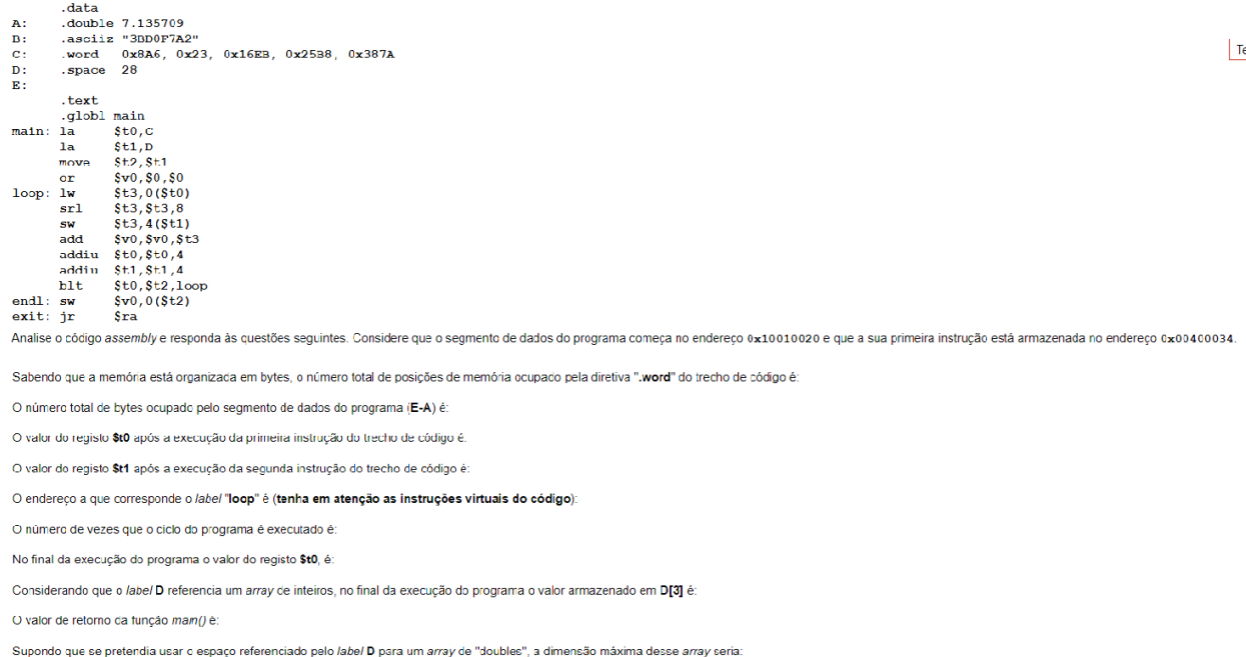 .data
A: .double 7.135709
B: .asciiz "3BD0F7A2"
C: .word 0x8A6, 0x23, 0x16EB, 0x25B8, 0x387A
D: .space 28
E:
.text
.globl main
main: la $t0,C
la $t1,D
move $t2,$t1
or $v0,$0,$0
loop: lw $t3,0($t0)
srl $t3,$t3,8
sw $t3,4($t1)
add $v0,$v0,$t3
addiu $t0,$t0,4
addiu $t1,$t1,4
blt $t0,$t2,loop
endl: sw $v0,0($t2)
exit: jr $ra
Te
Analise o código assembly e responda às questões seguintes. Considere que o segmento de dados do programa começa no endereço 0x10010020 e que a sua primeira instrução está armazenada no endereço 0x00400034.
Sabendo que a memória está organizada em bytes, o número total de posições de memória ocupado pela diretiva ".word" do trecho de código é:
O número total de bytes ocupado pelo segmento de dados do programa (E-A) é:
O valor do registo $t0 após a execução da primeira instrução do trecho de código é.
O valor do registo $t1 após a execução da segunda instrução do trecho de código é:
O endereço a que corresponde o label "loop" é (tenha em atenção as instruções virtuais do código):
O número de vezes que o ciclo do programa é executado é:
No final da execução do programa o valor do registo $t0, é:
Considerando que o label D referencia um array de inteiros, no final da execução do programa o valor armazenado em D[3] é:
O valor de retorno da função main() é:
Supondo que se pretendia usar o espaço referenciado pelo label D para um array de "doubles", a dimensão máxima desse array seria: